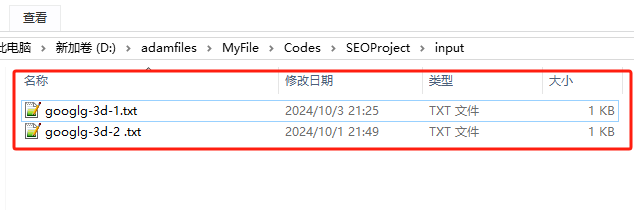 查看
此电脑 > 新加卷 (D:) > adamfiles > MyFile > Codes > SEOProject > input
名称 修改日期 类型 大小
googlg-3d-1.txt 2024/10/3 21:25 TXT 文件 1 KB
googlg-3d-2 .txt 2024/10/1 21:49 TXT 文件 1 KB